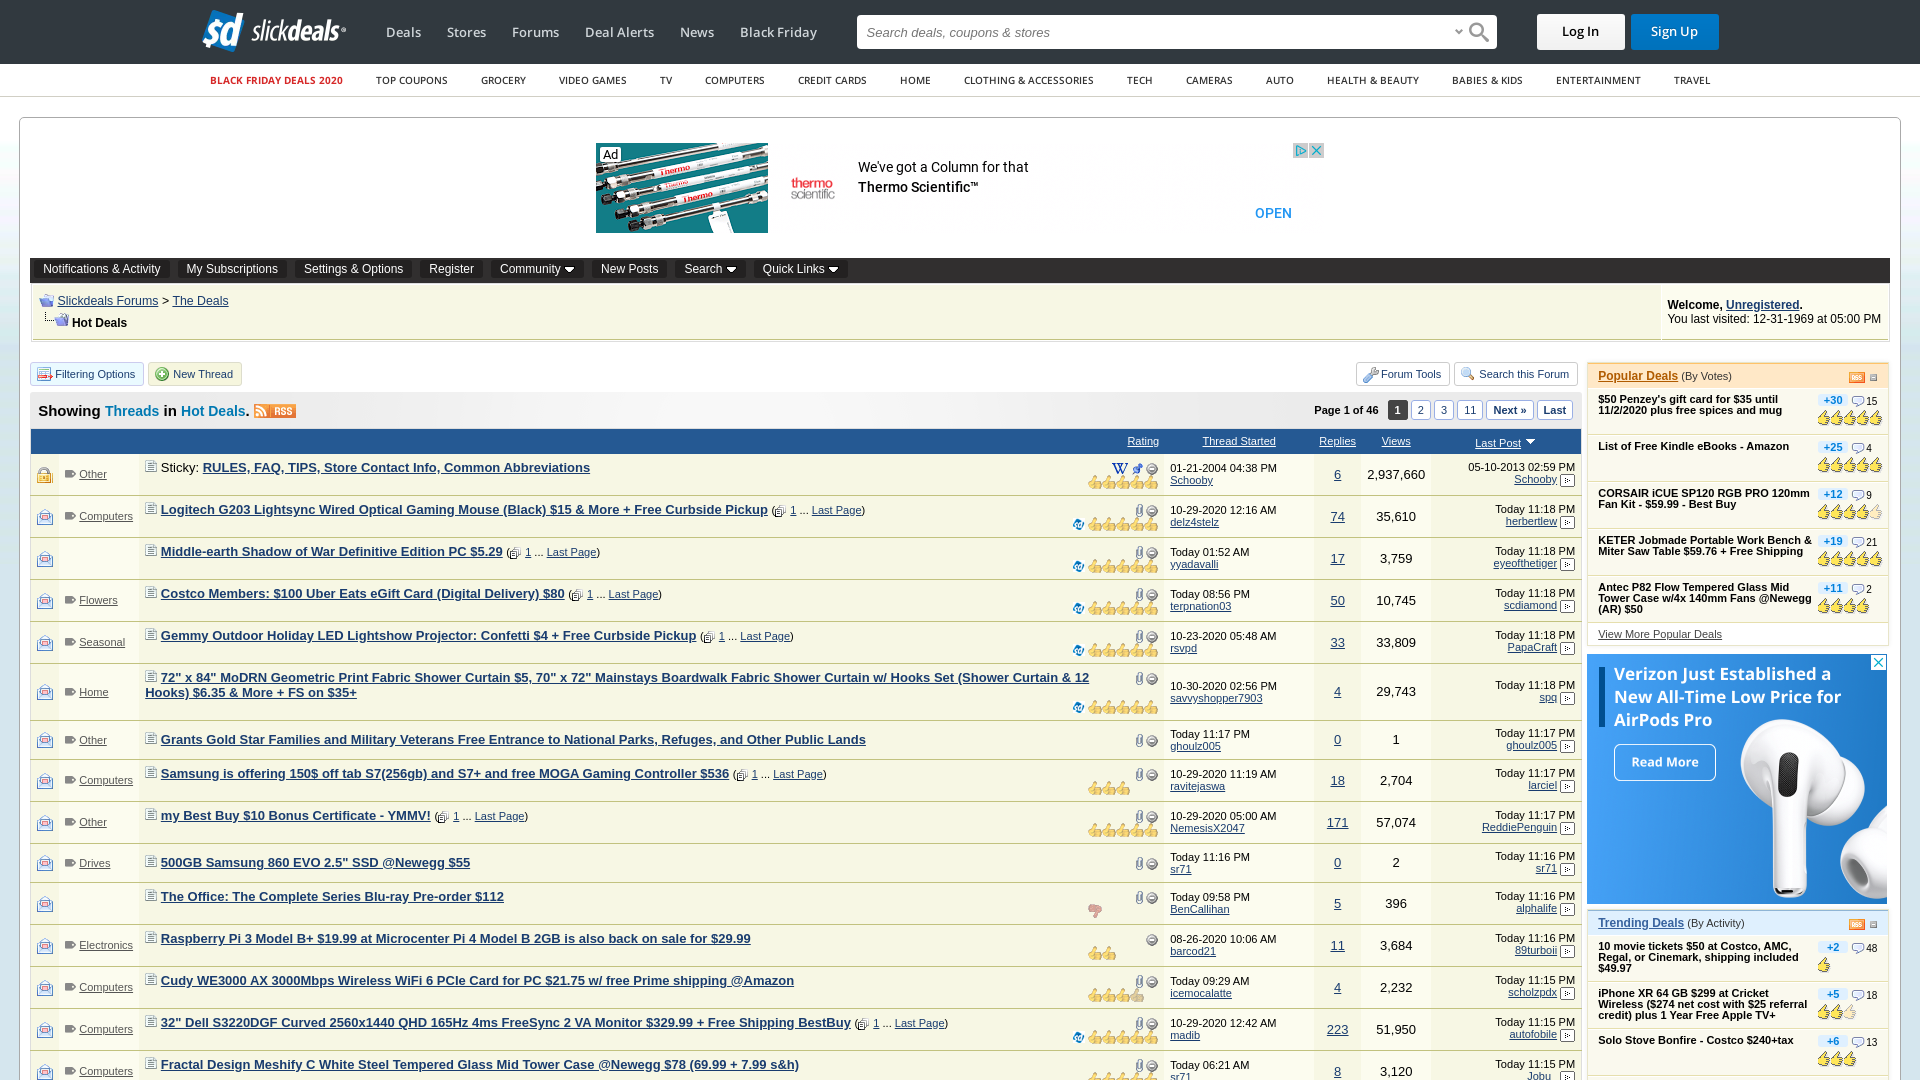 slickdeals
Deals
Stores
Forums
Deal Alerts
News
Black Friday
Search deals, coupons & stores
Log In
Sign Up
BLACK FRIDAY DEALS 2020
TOP COUPONS
GROCERY
VIDEO GAMES
TV
COMPUTERS
CREDIT CARDS
HOME
CLOTHING & ACCESSORIES
TECH
CAMERAS
AUTO
HEALTH & BEAUTY
BABIES & KIDS
ENTERTAINMENT
TRAVEL
Ad
thermo
scientific
We've got a Column for that
Thermo Scientific™
OPEN
Notifications & Activity
My Subscriptions
Settings & Options
Register
Community
New Posts
Search
Quick Links
Slickdeals Forums > The Deals
Hot Deals
Welcome, Unregistered.
You last visited: 12-31-1969 at 05:00 PM
Filtering Options
New Thread
Forum Tools
Search this Forum
Showing Threads in Hot Deals. RSS
Page 1 of 46 1 2 3 11 Next » Last
Rating Thread Started Replies Views Last Post
Other
Sticky: RULES, FAQ, TIPS, Store Contact Info, Common Abbreviations
01-21-2004 04:38 PM
Schooby
6
2,937,660
05-10-2013 02:59 PM
Schooby
Computers
Logitech G203 Lightsync Wired Optical Gaming Mouse (Black) $15 & More + Free Curbside Pickup ( 1 ... Last Page)
10-29-2020 12:16 AM
delz4stelz
74
35,610
Today 11:18 PM
herbertlew
Middle-earth Shadow of War Definitive Edition PC $5.29 ( 1 ... Last Page)
Today 01:52 AM
yyadavalli
17
3,759
Today 11:18 PM
eyeofthetiger
Flowers
Costco Members: $100 Uber Eats eGift Card (Digital Delivery) $80 ( 1 ... Last Page)
Today 08:56 PM
terpnation03
50
10,745
Today 11:18 PM
scdiamond
Seasonal
Gemmy Outdoor Holiday LED Lightshow Projector: Confetti $4 + Free Curbside Pickup ( 1 ... Last Page)
10-23-2020 05:48 AM
rsvpd
33
33,809
Today 11:18 PM
PapaCraft
Home
72" x 84" MoDRN Geometric Print Fabric Shower Curtain $5, 70" x 72" Mainstays Boardwalk Fabric Shower Curtain w/ Hooks Set (Shower Curtain & 12
Hooks) $6.35 & More + FS on $35+
10-30-2020 02:56 PM
savvyshopper7903
4
29,743
Today 11:18 PM
spq
Other
Grants Gold Star Families and Military Veterans Free Entrance to National Parks, Refuges, and Other Public Lands
Today 11:17 PM
ghoulz005
0
1
Today 11:17 PM
ghoulz005
Computers
Samsung is offering 150$ off tab S7(256gb) and S7+ and free MOGA Gaming Controller $536 ( 1 ... Last Page)
10-29-2020 11:19 AM
ravitejaswa
18
2,704
Today 11:17 PM
larciel
Other
my Best Buy $10 Bonus Certificate - YMMV! ( 1 ... Last Page)
10-29-2020 05:00 AM
NemesisX2047
171
57,074
Today 11:17 PM
ReddiePenguin
Drives
500GB Samsung 860 EVO 2.5" SSD @Newegg $55
Today 11:16 PM
sr71
0
2
Today 11:16 PM
sr71
The Office: The Complete Series Blu-ray Pre-order $112
Today 09:58 PM
BenCallihan
5
396
Today 11:16 PM
alphalife
Electronics
Raspberry Pi 3 Model B+ $19.99 at Microcenter Pi 4 Model B 2GB is also back on sale for $29.99
08-26-2020 10:06 AM
barcod21
11
3,684
Today 11:16 PM
89turboii
Computers
Cudy WE3000 AX 3000Mbps Wireless WiFi 6 PCIe Card for PC $21.75 w/ free Prime shipping @Amazon
Today 09:29 AM
icemocalatte
4
2,232
Today 11:15 PM
scholzpdx
Computers
32" Dell S3220DGF Curved 2560x1440 QHD 165Hz 4ms FreeSync 2 VA Monitor $329.99 + Free Shipping BestBuy ( 1 ... Last Page)
10-29-2020 12:42 AM
madib
223
51,950
Today 11:15 PM
autofobile
Computers
Fractal Design Meshify C White Steel Tempered Glass Mid Tower Case @Newegg $78 (69.99 + 7.99 s&h)
Today 06:21 AM
sr71
8
3,120
Today 11:15 PM
Jobu_
Popular Deals (By Votes)
$50 Penzey's gift card for $35 until
11/2/2020 plus free spices and mug
+30 15
List of Free Kindle eBooks - Amazon
+25 4
CORSAIR iCUE SP120 RGB PRO 120mm
Fan Kit - $59.99 - Best Buy
+12 9
KETER Jobmade Portable Work Bench &
Miter Saw Table $59.76 + Free Shipping
+19 21
Antec P82 Flow Tempered Glass Mid
Tower Case w/4x 140mm Fans @Newegg
(AR) $50
+11 2
View More Popular Deals
Verizon Just Established a
New All-Time Low Price for
AirPods Pro
Read More
Trending Deals (By Activity)
10 movie tickets $50 at Costco, AMC,
Regal, or Cinemark, shipping included
$49.97
+2 48
iPhone XR 64 GB $299 at Cricket
Wireless ($274 net cost with $25 referral
credit) plus 1 Year Free Apple TV+
+5 18
Solo Stove Bonfire - Costco $240+tax
+6 13